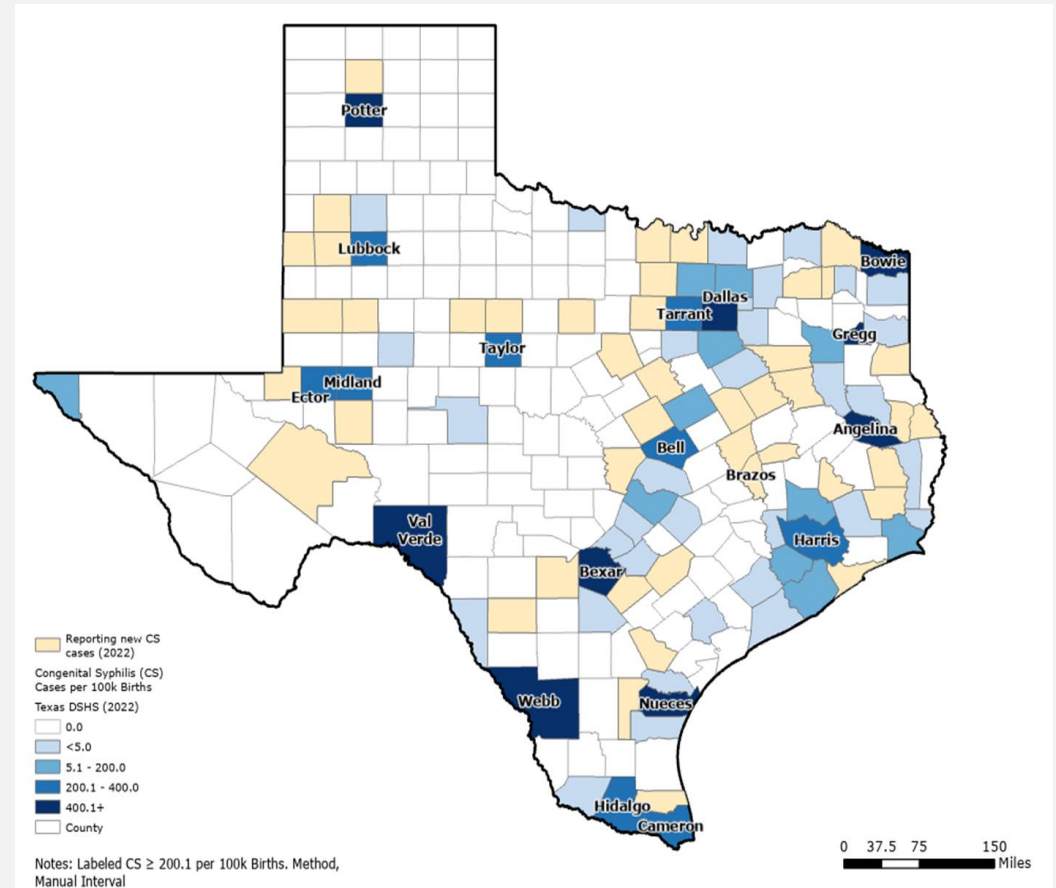 Potter
Lubbock
Bowie
Dallas
Tarrant
Gregg
Taylor
Midland
Ector
Angelina
Bell
Brazos
Val
Verde
Harris
Bexar
Webb
Nueces
Hidalgo
Cameron
Reporting new CS
cases (2022)
Congenital Syphilis (CS)
Cases per 100k Births
Texas DSHS (2022)
0.0
<5.0
5.1 - 200.0
200.1 - 400.0
400.1+
County
Notes: Labeled CS ≥ 200.1 per 100k Births. Method,
Manual Interval
0 37.5 75 150
Miles